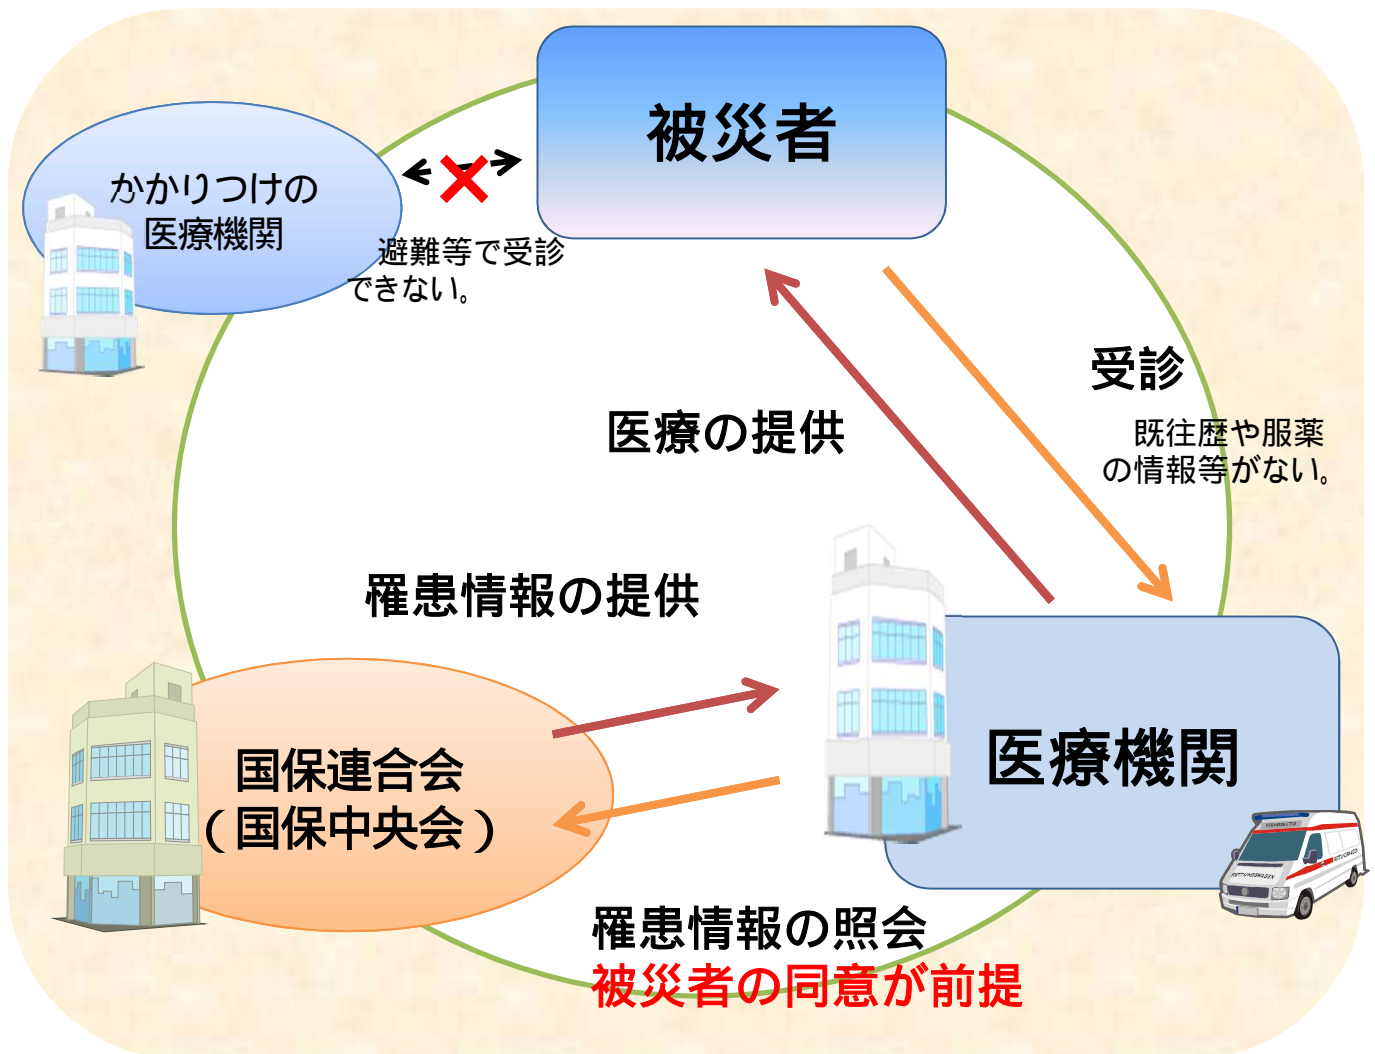 被災者
かかりつけの
医療機関
避難等で受診
できない。
受診
既往歴や服薬
の情報等がない。
医療の提供
罹患情報の提供
国保連合会
（国保中央会）
医療機関
RETTUNGSWAGEN
RETTUNGSWAGEN
罹患情報の照会
被災者の同意が前提